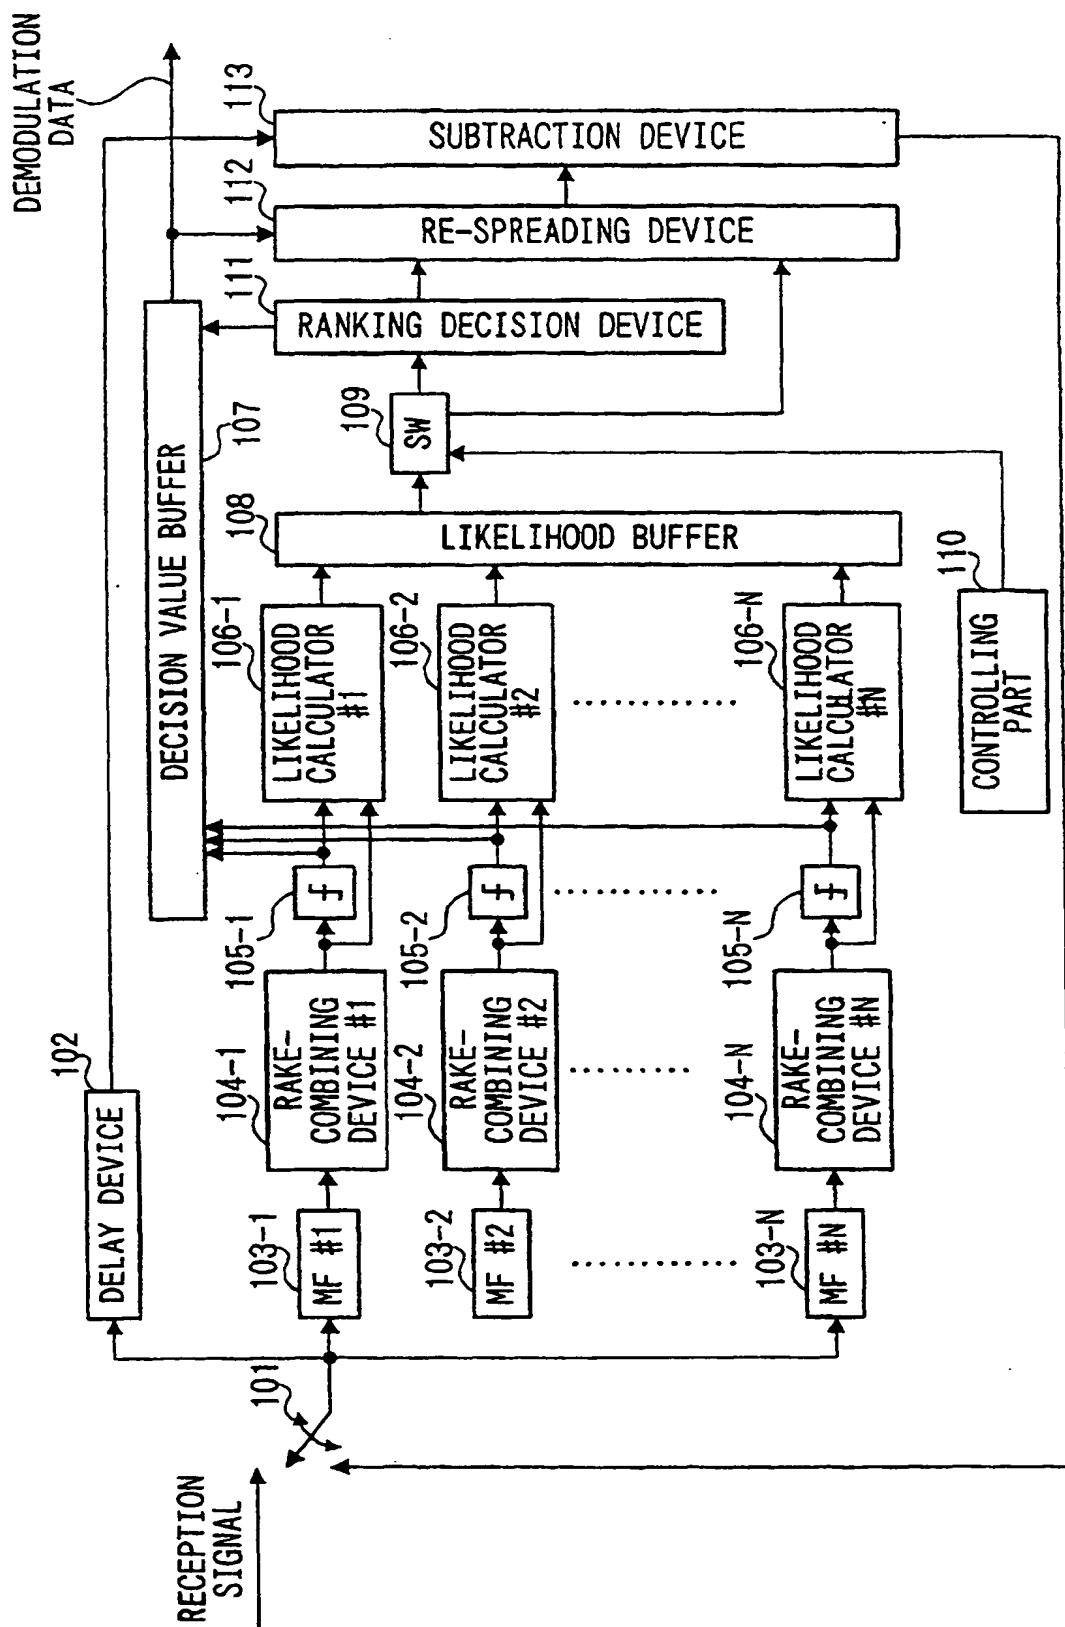 RECEPTION
SIGNAL
101
DELAY DEVICE
102
103-1
MF #1
103-2
MF #2
103-N
MF #N
104-1
RAKE-
COMBINING
DEVICE #1
104-2
RAKE-
COMBINING
DEVICE #2
104-N
RAKE-
COMBINING
DEVICE #N
105-1
105-2
105-N
DECISION VALUE BUFFER
107
106-1
LIKELIHOOD
CALCULATOR
#1
106-2
LIKELIHOOD
CALCULATOR
#2
106-N
LIKELIHOOD
CALCULATOR
#N
108
LIKELIHOOD BUFFER
109
SW
110
CONTROLLING
PART
111
RANKING DECISION DEVICE
112
RE-SPREADING DEVICE
113
SUBTRACTION DEVICE
DEMODULATION
DATA